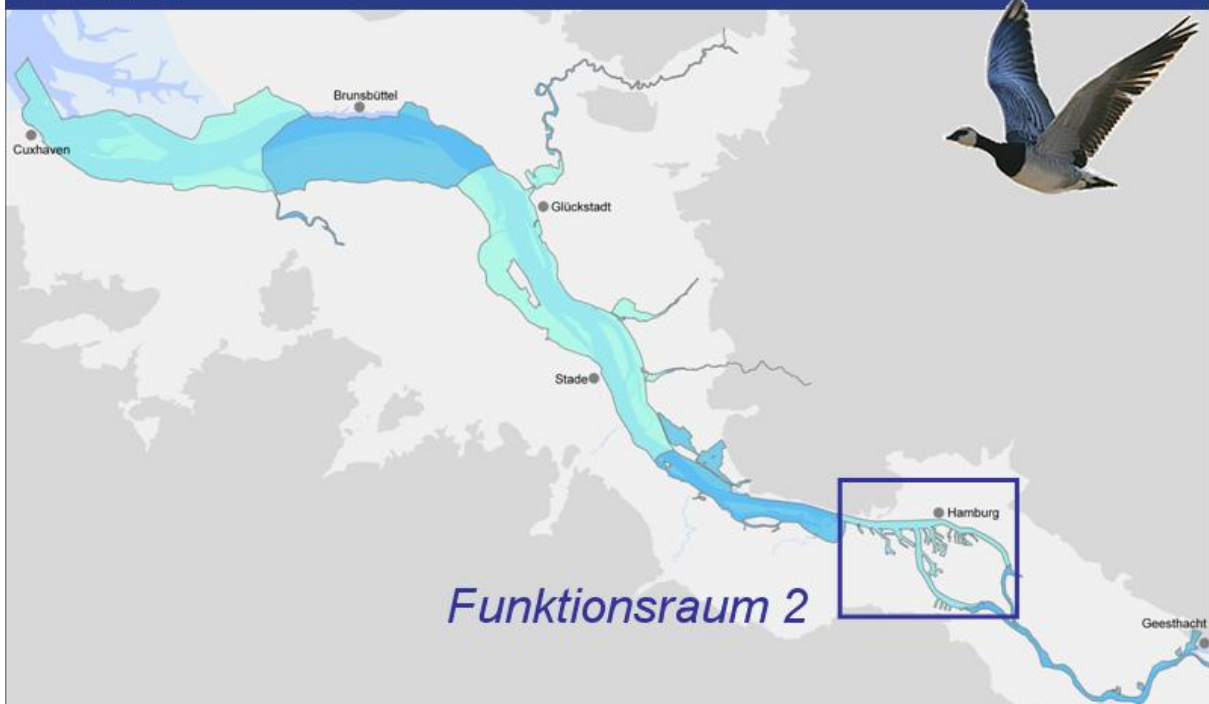 Brunsbüttel
Cuxhaven
Glückstadt
Stade
Hamburg
Funktionsraum 2
Geesthacht